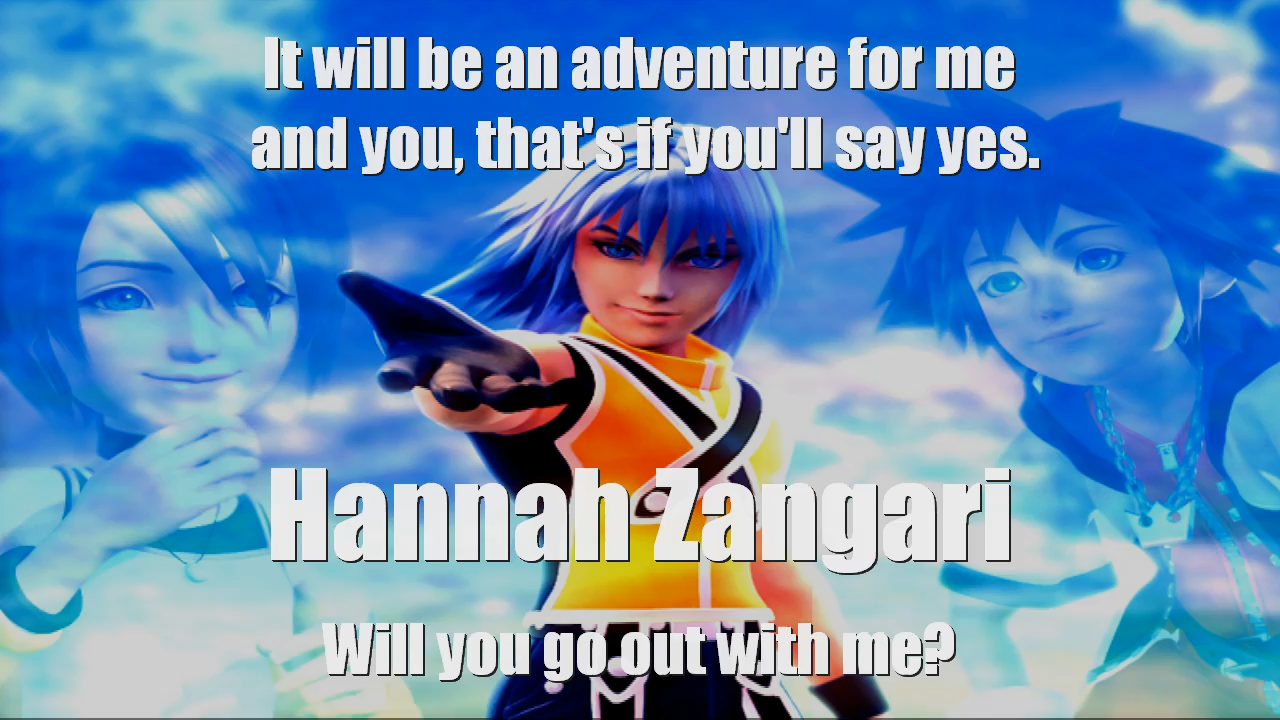 It will be an adventure for me
and you, that's if you'll say yes.
Hannah Zangari
Will you go out with me?